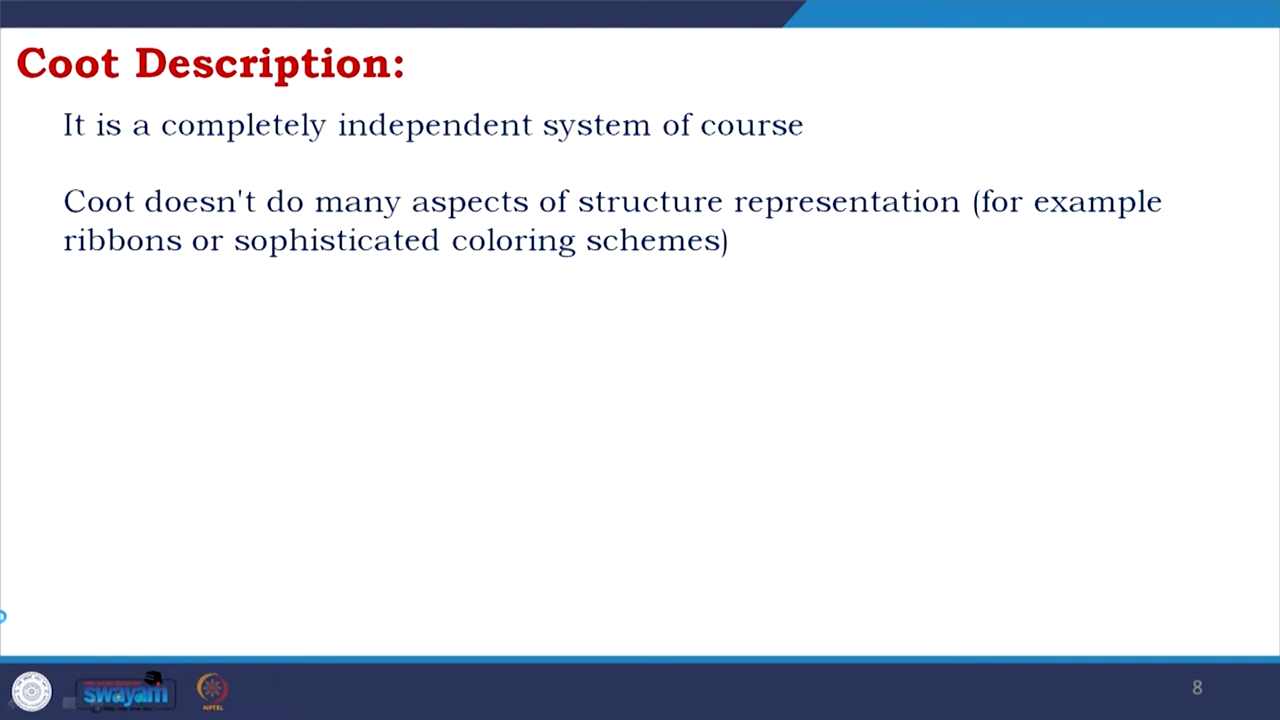 Coot Description:
It is a completely independent system of course
Coot doesn't do many aspects of structure representation (for example
ribbons or sophisticated coloring schemes)
swayam
NPTEL
8